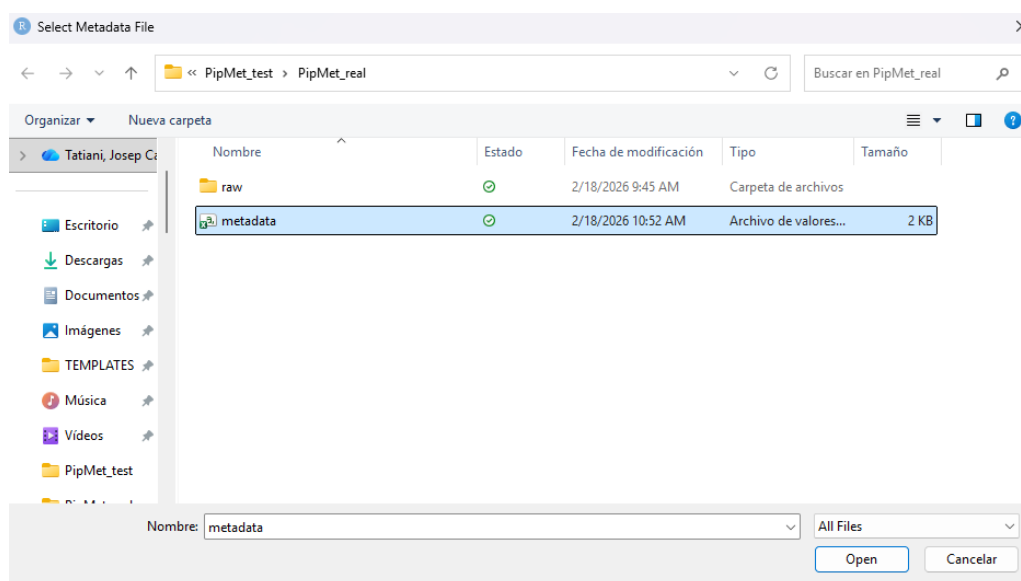 Select Metadata File
« PipMet_test › PipMet_real
Buscar en PipMet_real
Organizar
Nueva carpeta
Tatiani, Josep Ca
Nombre Estado Fecha de modificación Tipo Tamaño
raw 2/18/2026 9:45 AM Carpeta de archivos
metadata 2/18/2026 10:52 AM Archivo de valores... 2 KB
Escritorio
Descargas
Documentos
Imágenes
TEMPLATES
Música
Vídeos
PipMet_test
Nombre: metadata
All Files
Open
Cancelar